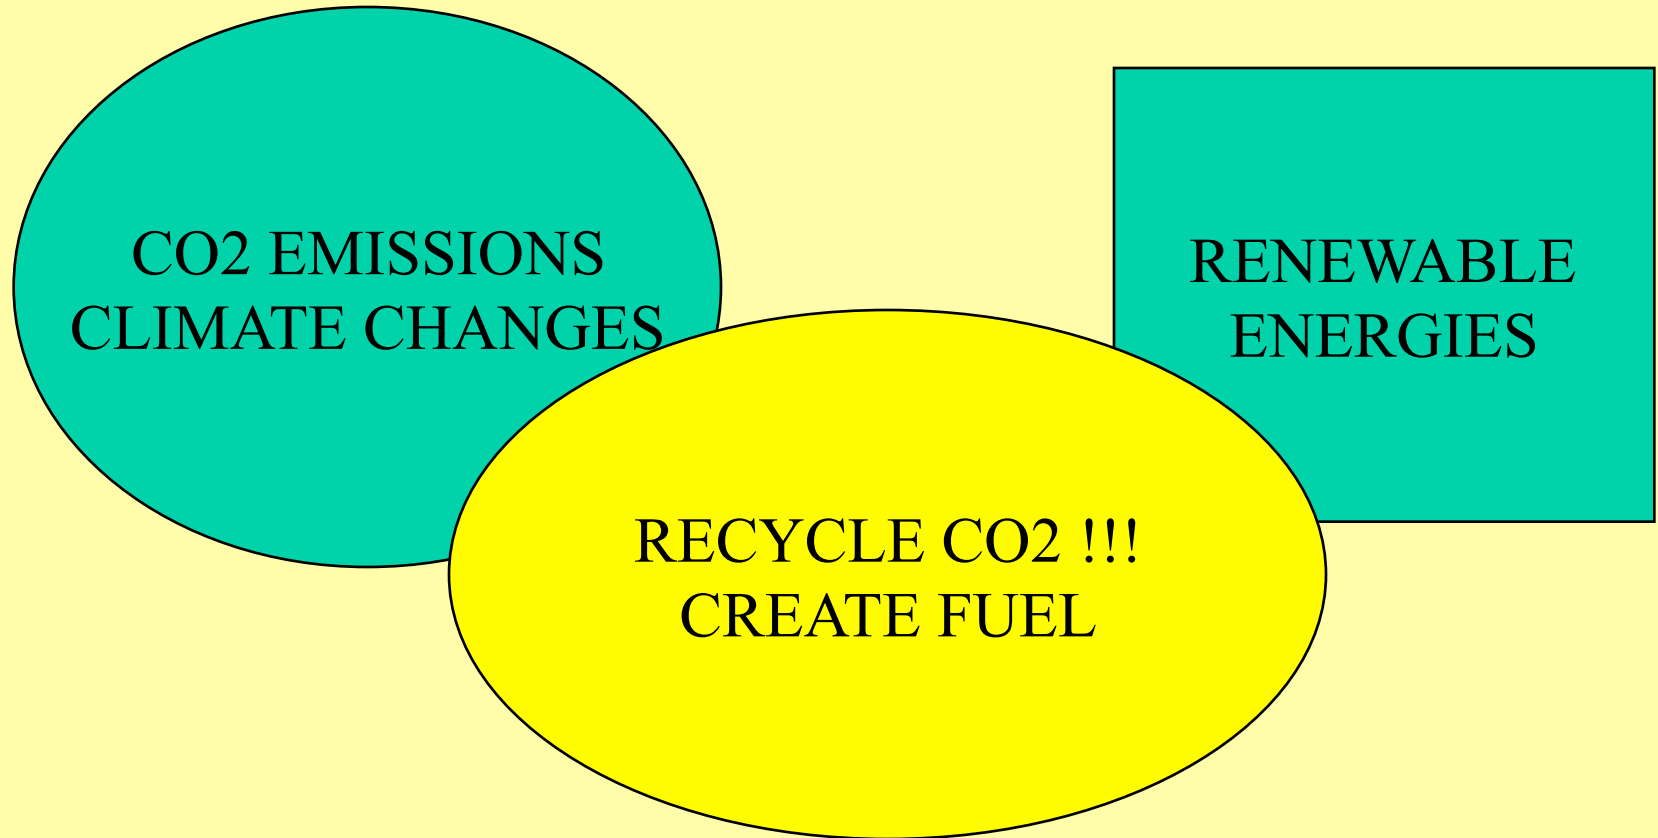 CO2 EMISSIONS
CLIMATE CHANGES
RENEWABLE
ENERGIES
RECYCLE CO2 !!!
CREATE FUEL